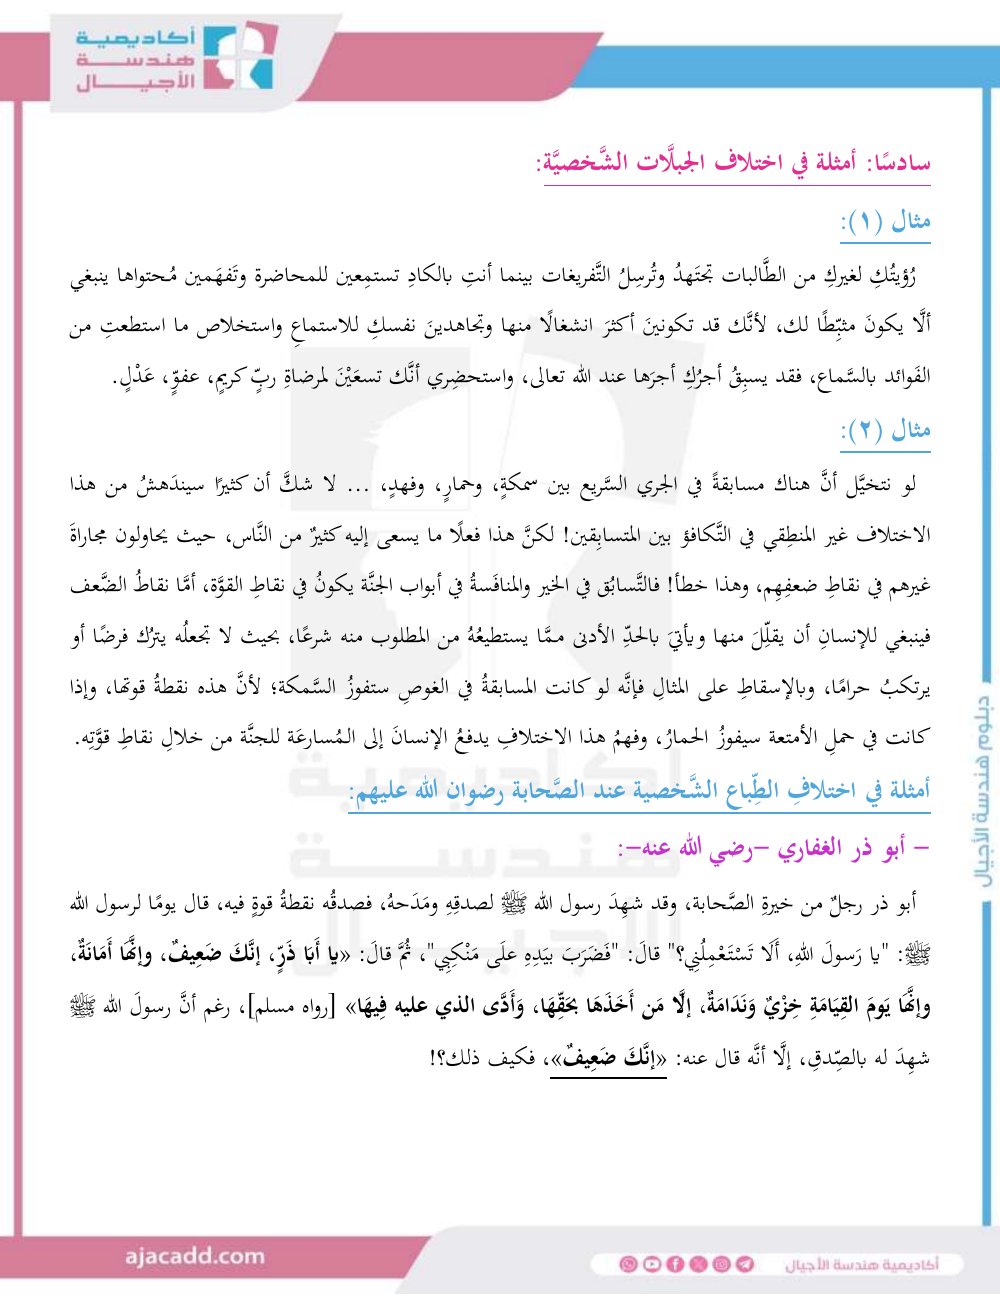 أكاديمية
هندسة
الأجيال
سادسًا: أمثلة في اختلاف الجبلَّات الشَّخصيَّة:
مثال (١):
رُؤيتُكِ لغيركِ من الطَّالبات تجتَهدُ وتُرسِلُ التَّفريغات بينما أنتِ بالكادِ تستمِعين للمحاضرة وتَفهَمين مُحتواها ينبغي
ألَّا يكونَ مثبِّطًا لك، لأنَّك قد تكونينَ أكثرَ انشغالًا منها وتجاهدينَ نفسكِ للاستماعِ واستخلاص ما استطعتِ من
الفَوائد بالسَّماع، فقد يسبِقُ أجرُكِ أجرَها عند الله تعالى، واستحضِري أنَّك تسعَيْنَ لمرضاةِ ربٍّ كريمٍ، عفوٍّ، عَدْلٍ.
مثال (٢):
لو نتخيَّل أنَّ هناك مسابقةً في الجري السَّريع بين سمكةٍ، وحمارٍ، وفهدٍ، ... لا شكَّ أن كثيرًا سيندَهشُ من هذا
الاختلاف غير المنطِقي في التَّكافؤ بين المتسابِقين! لكنَّ هذا فعلًا ما يسعى إليه كثيرٌ من النَّاس، حيث يحاولون مجاراةَ
غيرهم في نقاطِ ضعفِهِم، وهذا خطأ! فالتَّسابُق في الخير والمنافَسةُ في أبواب الجنَّة يكونُ في نقاطِ القوَّة، أمَّا نقاطُ الضَّعف
فينبغي للإنسانِ أن يقلِّلَ منها ويأتيَ بالحدِّ الأدنى ممَّا يستطيعُهُ من المطلوب منه شرعًا، بحيث لا تجعلُه يترُك فرضًا أو
يرتكبُ حرامًا، وبالإسقاطِ على المثالِ فإنَّه لو كانت المسابقةُ في الغوصِ ستفوزُ السَّمكة؛ لأنَّ هذه نقطةُ قوتها، وإذا
كانت في حملِ الأمتعة سيفوزُ الحمارُ، وفهمُ هذا الاختلافِ يدفعُ الإنسانَ إلى المُسارعَة للجنَّة من خلالِ نقاطِ قوَّتِه.
أمثلة في اختلافِ الطِّباع الشَّخصية عند الصَّحابة رضوان الله عليهم:
– أبو ذر الغفاري –رضي الله عنه–:
أبو ذر رجلٌ من خيرةِ الصَّحابة، وقد شهِدَ رسول الله ﷺ لصدقِهِ ومَدَحهُ، فصدقُه نقطةُ قوةٍ فيه، قال يومًا لرسول الله
ﷺ: "يا رَسولَ اللهِ، أَلَا تَسْتَعْمِلُنِي؟" قالَ: "فَضَرَبَ بيَدِهِ علَى مَنْكِبِي"، ثُمَّ قالَ: «يا أَبَا ذَرٍّ، إنَّكَ ضَعِيفٌ، وإنَّهَا أَمَانَةٌ،
وإنَّهَا يَومَ القِيَامَةِ خِزْيٌ وَنَدَامَةٌ، إلَّا مَن أَخَذَهَا بحَقِّهَا، وَأَدَّى الذي عليه فِيهَا» [رواه مسلم]، رغم أنَّ رسولَ الله ﷺ
شهِدَ له بالصِّدقِ، إلَّا أنَّه قال عنه: «إنَّكَ ضَعِيفٌ»، فكيف ذلك؟!
دبلوم هندسة الأجيال
أكاديمية
هندسة
الأجيال
ajacadd.com
أكاديمية هندسة الأجيال